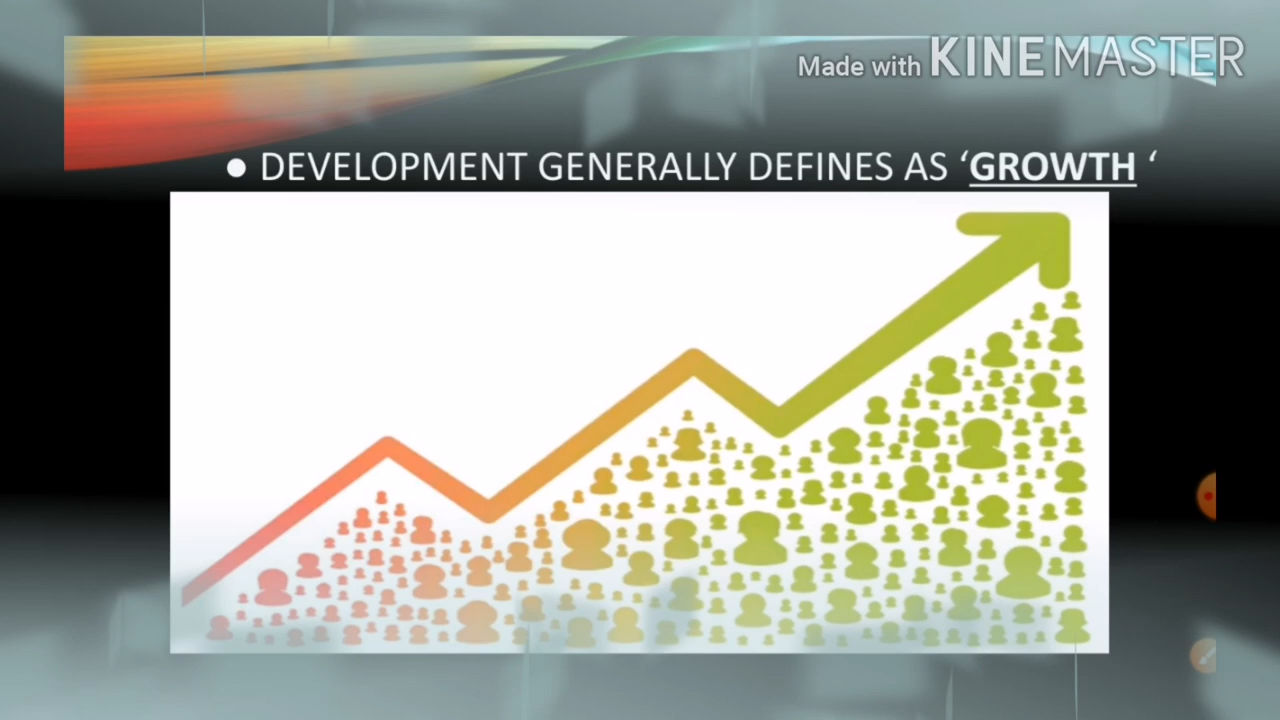 Made with KINEMASTER
● DEVELOPMENT GENERALLY DEFINES AS ‘GROWTH ‘